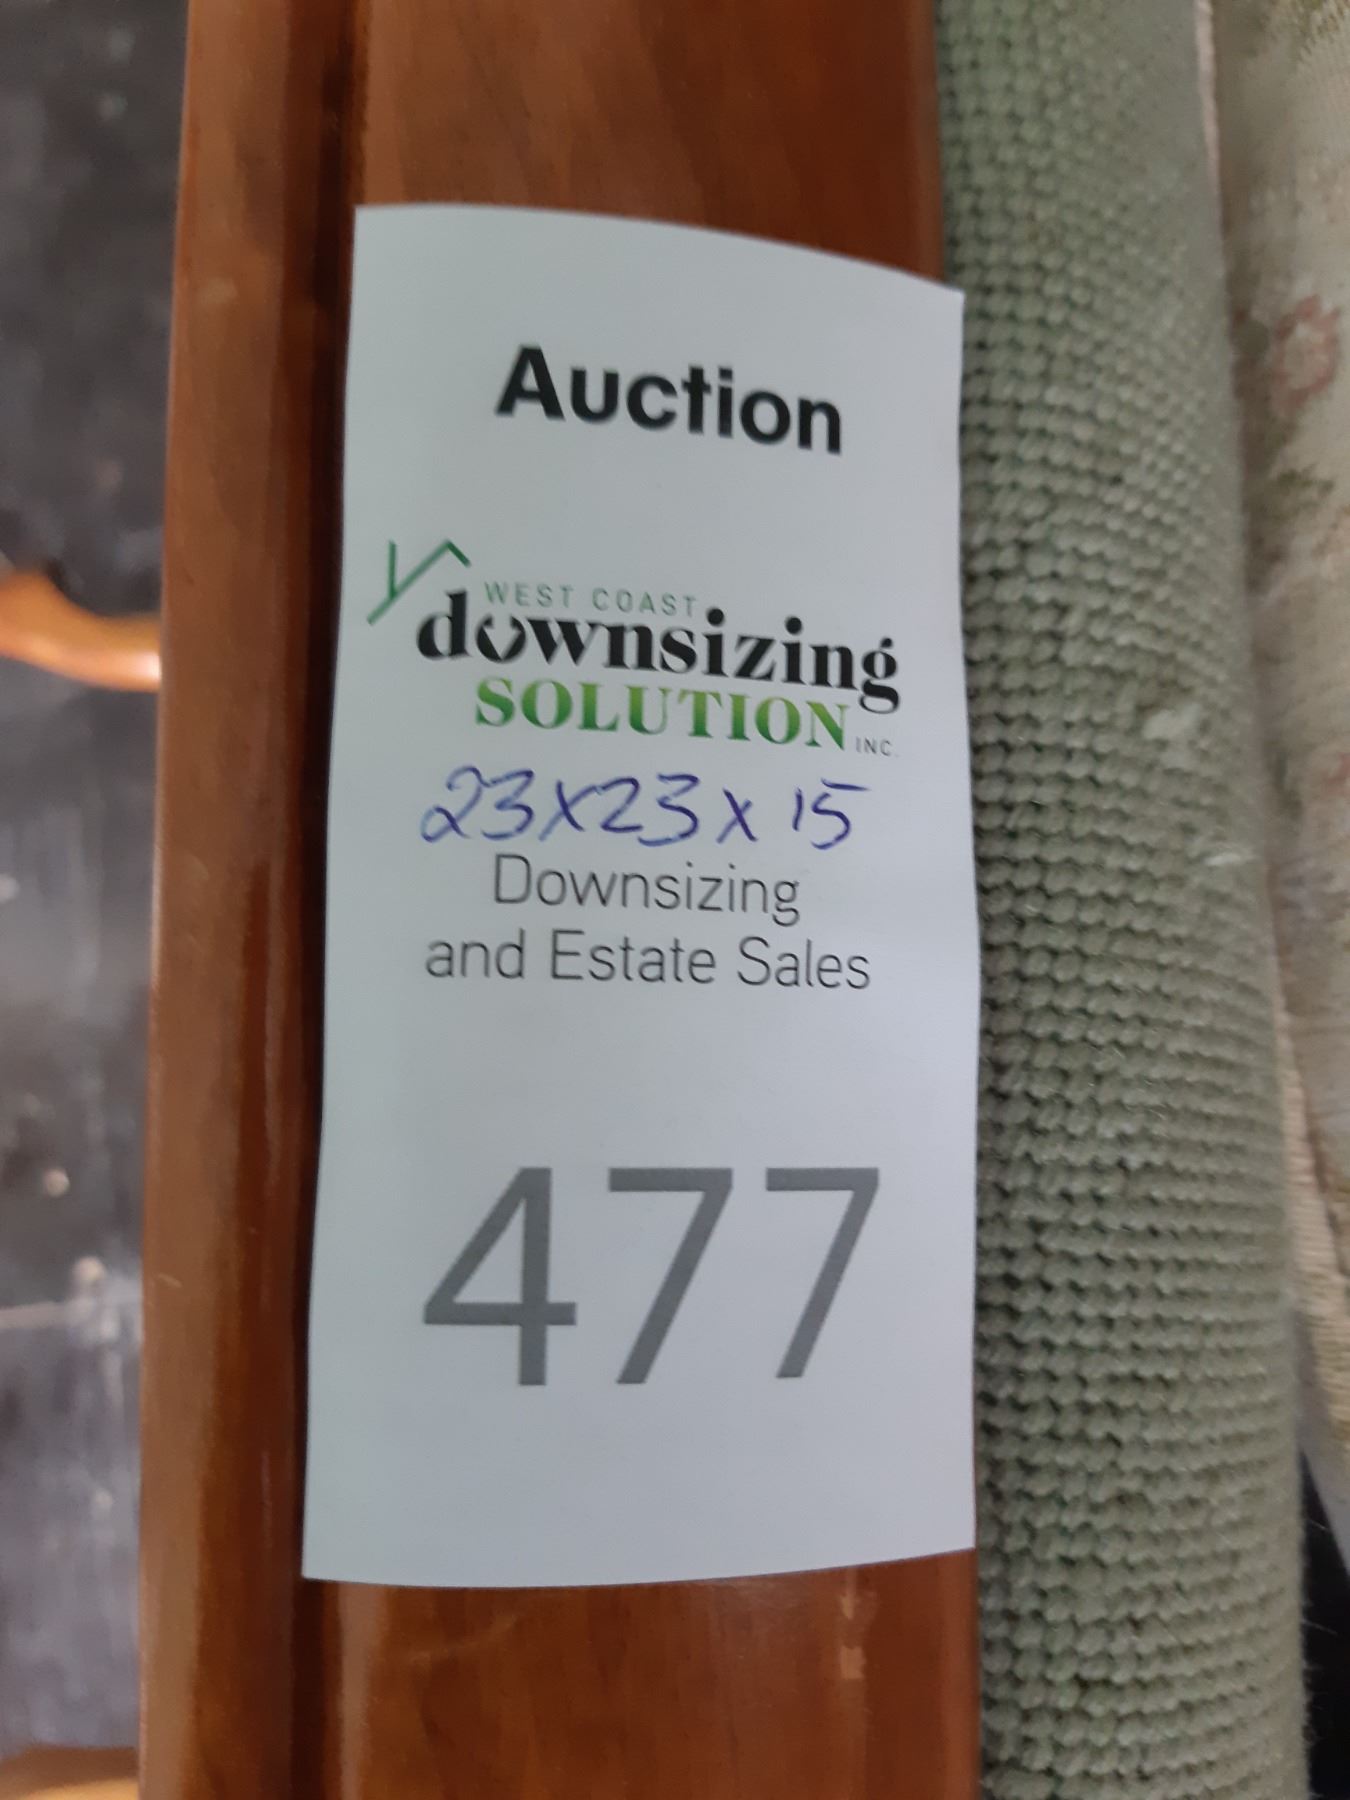 Auction
WEST COAST
downsizing
SOLUTION INC.
23x23x15
Downsizing
and Estate Sales
477